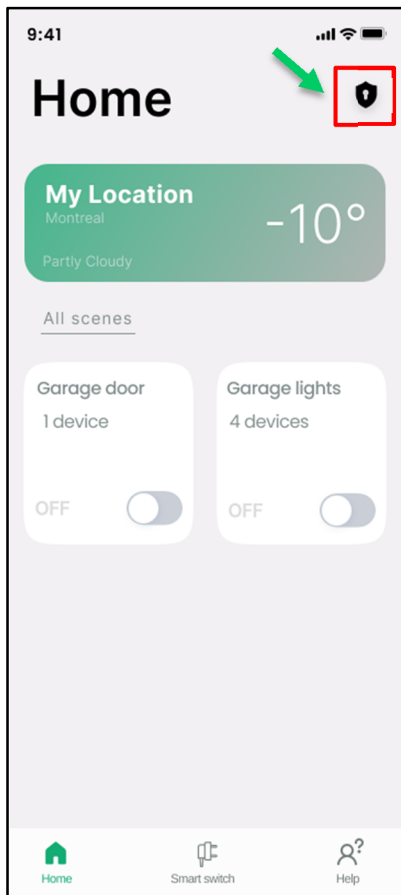 9:41
Home
My Location
Montreal
-10°
Partly Cloudy
All scenes
Garage door
1 device
OFF
Garage lights
4 devices
OFF
Home
Smart switch
Help